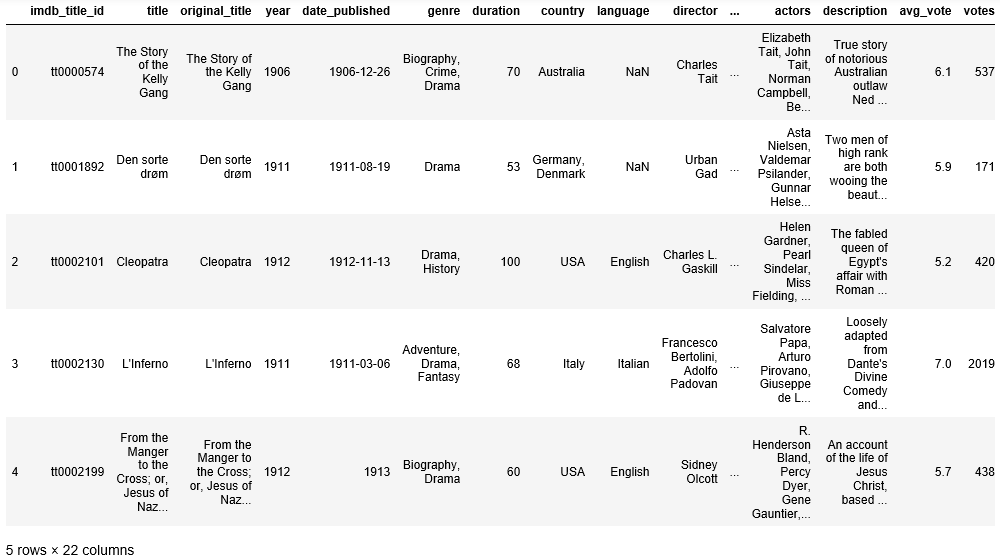 imdb_title_id title original_title year date_published genre duration country language director ... actors description avg_vote votes
0
tt0000574
The Story
of the
Kelly
Gang
The Story of
the Kelly
Gang
1906
1906-12-26
Biography,
Crime,
Drama
70
Australia
NaN
Charles
Tait
...
Elizabeth
Tait, John
Tait,
Norman
Campbell,
Be...
True story
of notorious
Australian
outlaw
Ned ...
6.1
537
1
tt0001892
Den sorte
drøm
Den sorte
drøm
1911
1911-08-19
Drama
53
Germany,
Denmark
NaN
Urban
Gad
...
Asta
Nielsen,
Valdemar
Psilander,
Gunnar
Helse...
Two men of
high rank
are both
wooing the
beaut...
5.9
171
2
tt0002101
Cleopatra
Cleopatra
1912
1912-11-13
Drama,
History
100
USA
English
Charles L.
Gaskill
...
Helen
Gardner,
Pearl
Sindelar,
Miss
Fielding, ...
The fabled
queen of
Egypt's
affair with
Roman ...
5.2
420
3
tt0002130
L'Inferno
L'Inferno
1911
1911-03-06
Adventure,
Drama,
Fantasy
68
Italy
Italian
Francesco
Bertolini,
Adolfo
Padovan
...
Salvatore
Papa,
Arturo
Pirovano,
Giuseppe
de L...
Loosely
adapted
from
Dante's
Divine
Comedy
and...
7.0
2019
4
tt0002199
From the
Manger
to the
Cross; or,
Jesus of
Naz...
From the
Manger to
the Cross;
or, Jesus of
Naz...
1912
1913
Biography,
Drama
60
USA
English
Sidney
Olcott
...
R.
Henderson
Bland,
Percy
Dyer,
Gene
Gauntier,...
An account
of the life of
Jesus
Christ,
based ...
5.7
438
5 rows × 22 columns